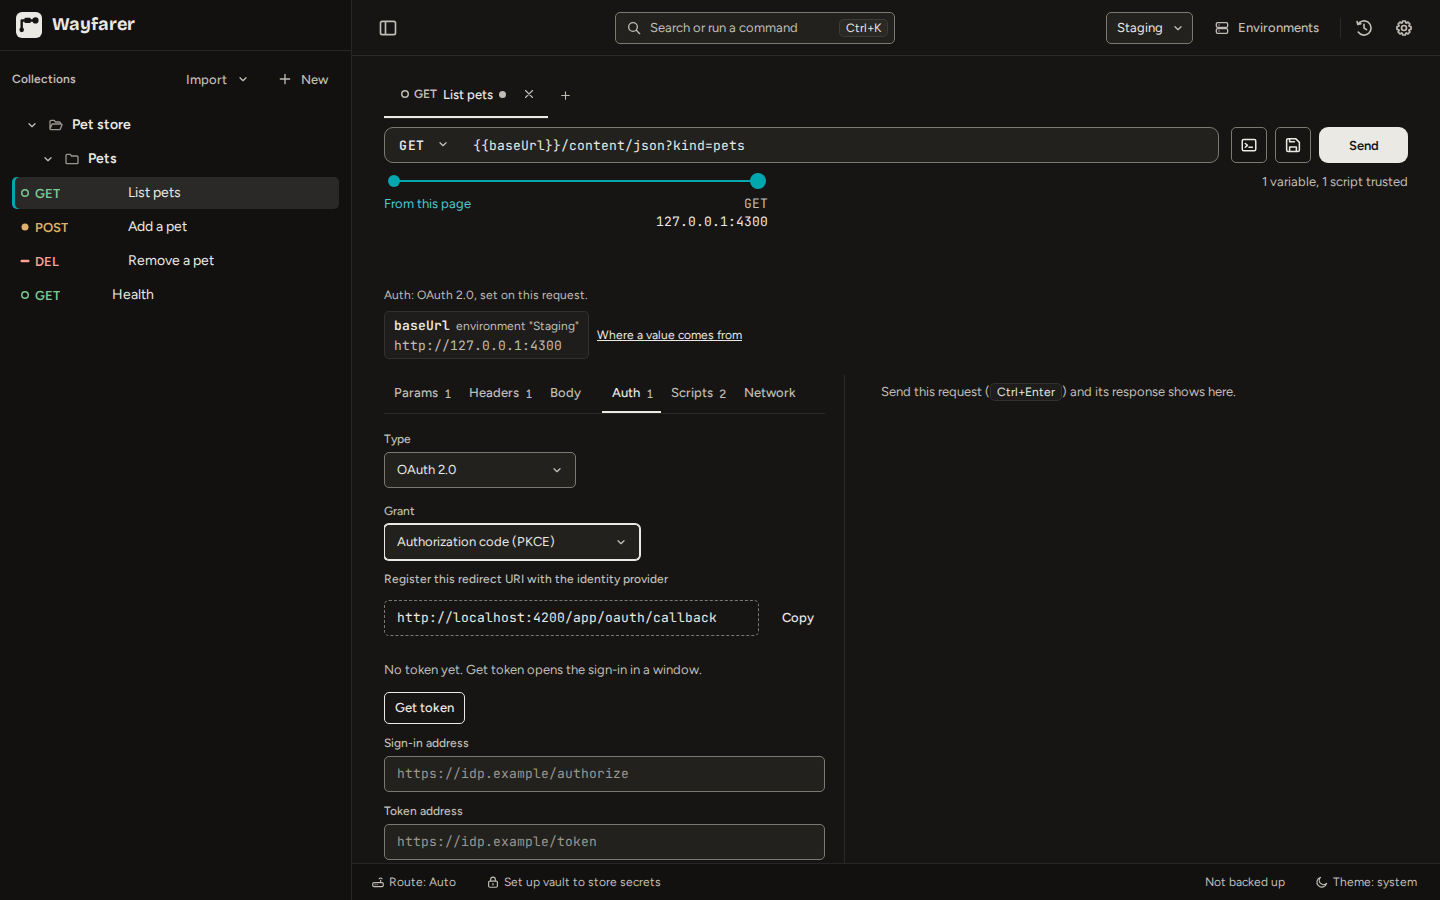 Wayfarer
Search or run a command Ctrl+K
Staging
Environments
Collections Import New
Pet store
Pets
GET List pets
POST Add a pet
DEL Remove a pet
GET Health
GET List pets
GET {{baseUrl}}/content/json?kind=pets
Send
1 variable, 1 script trusted
From this page
GET
127.0.0.1:4300
Auth: OAuth 2.0, set on this request.
baseUrl environment "Staging"
http://127.0.0.1:4300
Where a value comes from
Params 1 Headers 1 Body Auth 1 Scripts 2 Network
Send this request (Ctrl+Enter) and its response shows here.
Type
OAuth 2.0
Grant
Authorization code (PKCE)
Register this redirect URI with the identity provider
http://localhost:4200/app/oauth/callback
Copy
No token yet. Get token opens the sign-in in a window.
Get token
Sign-in address
https://idp.example/authorize
Token address
https://idp.example/token
Route: Auto
Set up vault to store secrets
Not backed up
Theme: system